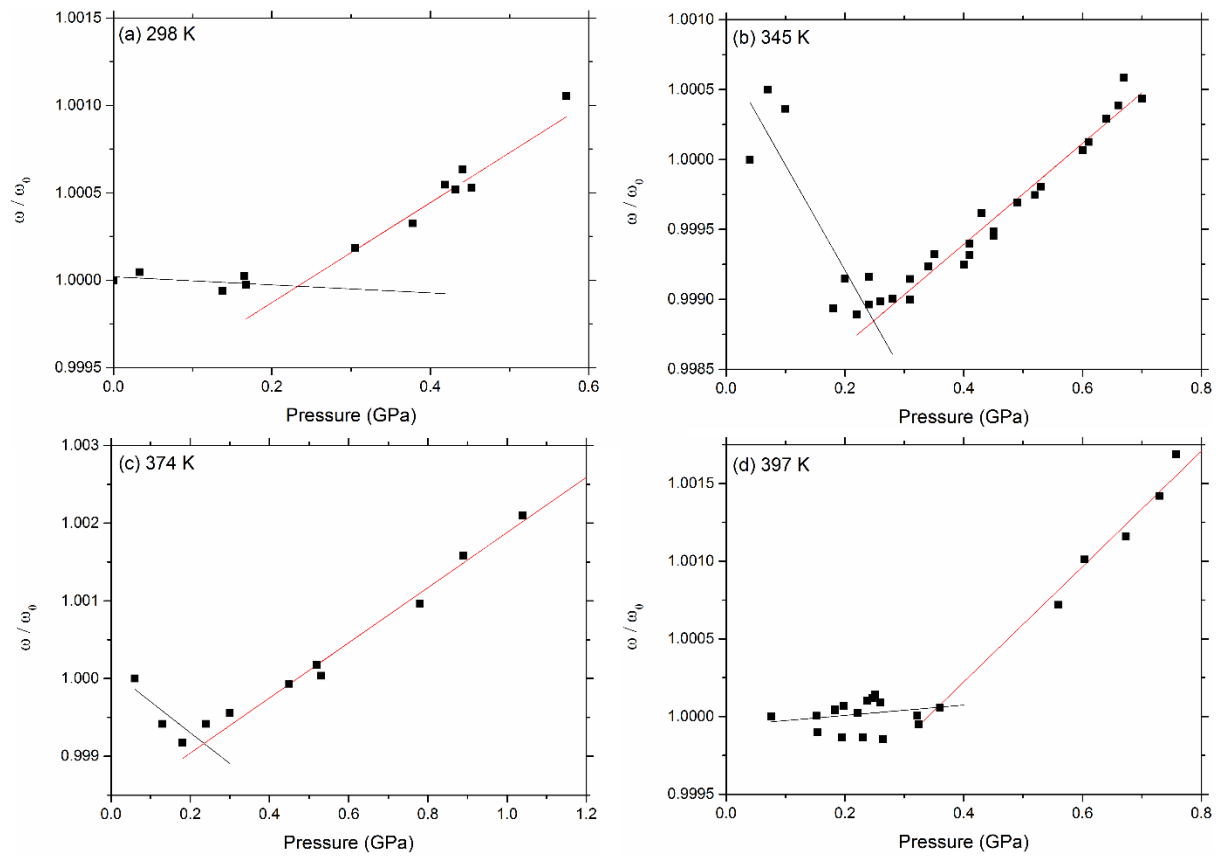 (a) 298 K
1.0015
1.0010
1.0005
1.0000
0.9995
ω / ω₀
0.0 0.2 0.4 0.6
Pressure (GPa)
(b) 345 K
1.0010
1.0005
1.0000
0.9995
0.9990
0.9985
ω / ω₀
0.0 0.2 0.4 0.6 0.8
Pressure (GPa)
(c) 374 K
1.003
1.002
1.001
1.000
0.999
ω / ω₀
0.0 0.2 0.4 0.6 0.8 1.0 1.2
Pressure (GPa)
(d) 397 K
1.0015
1.0010
1.0005
1.0000
0.9995
ω / ω₀
0.0 0.2 0.4 0.6 0.8
Pressure (GPa)